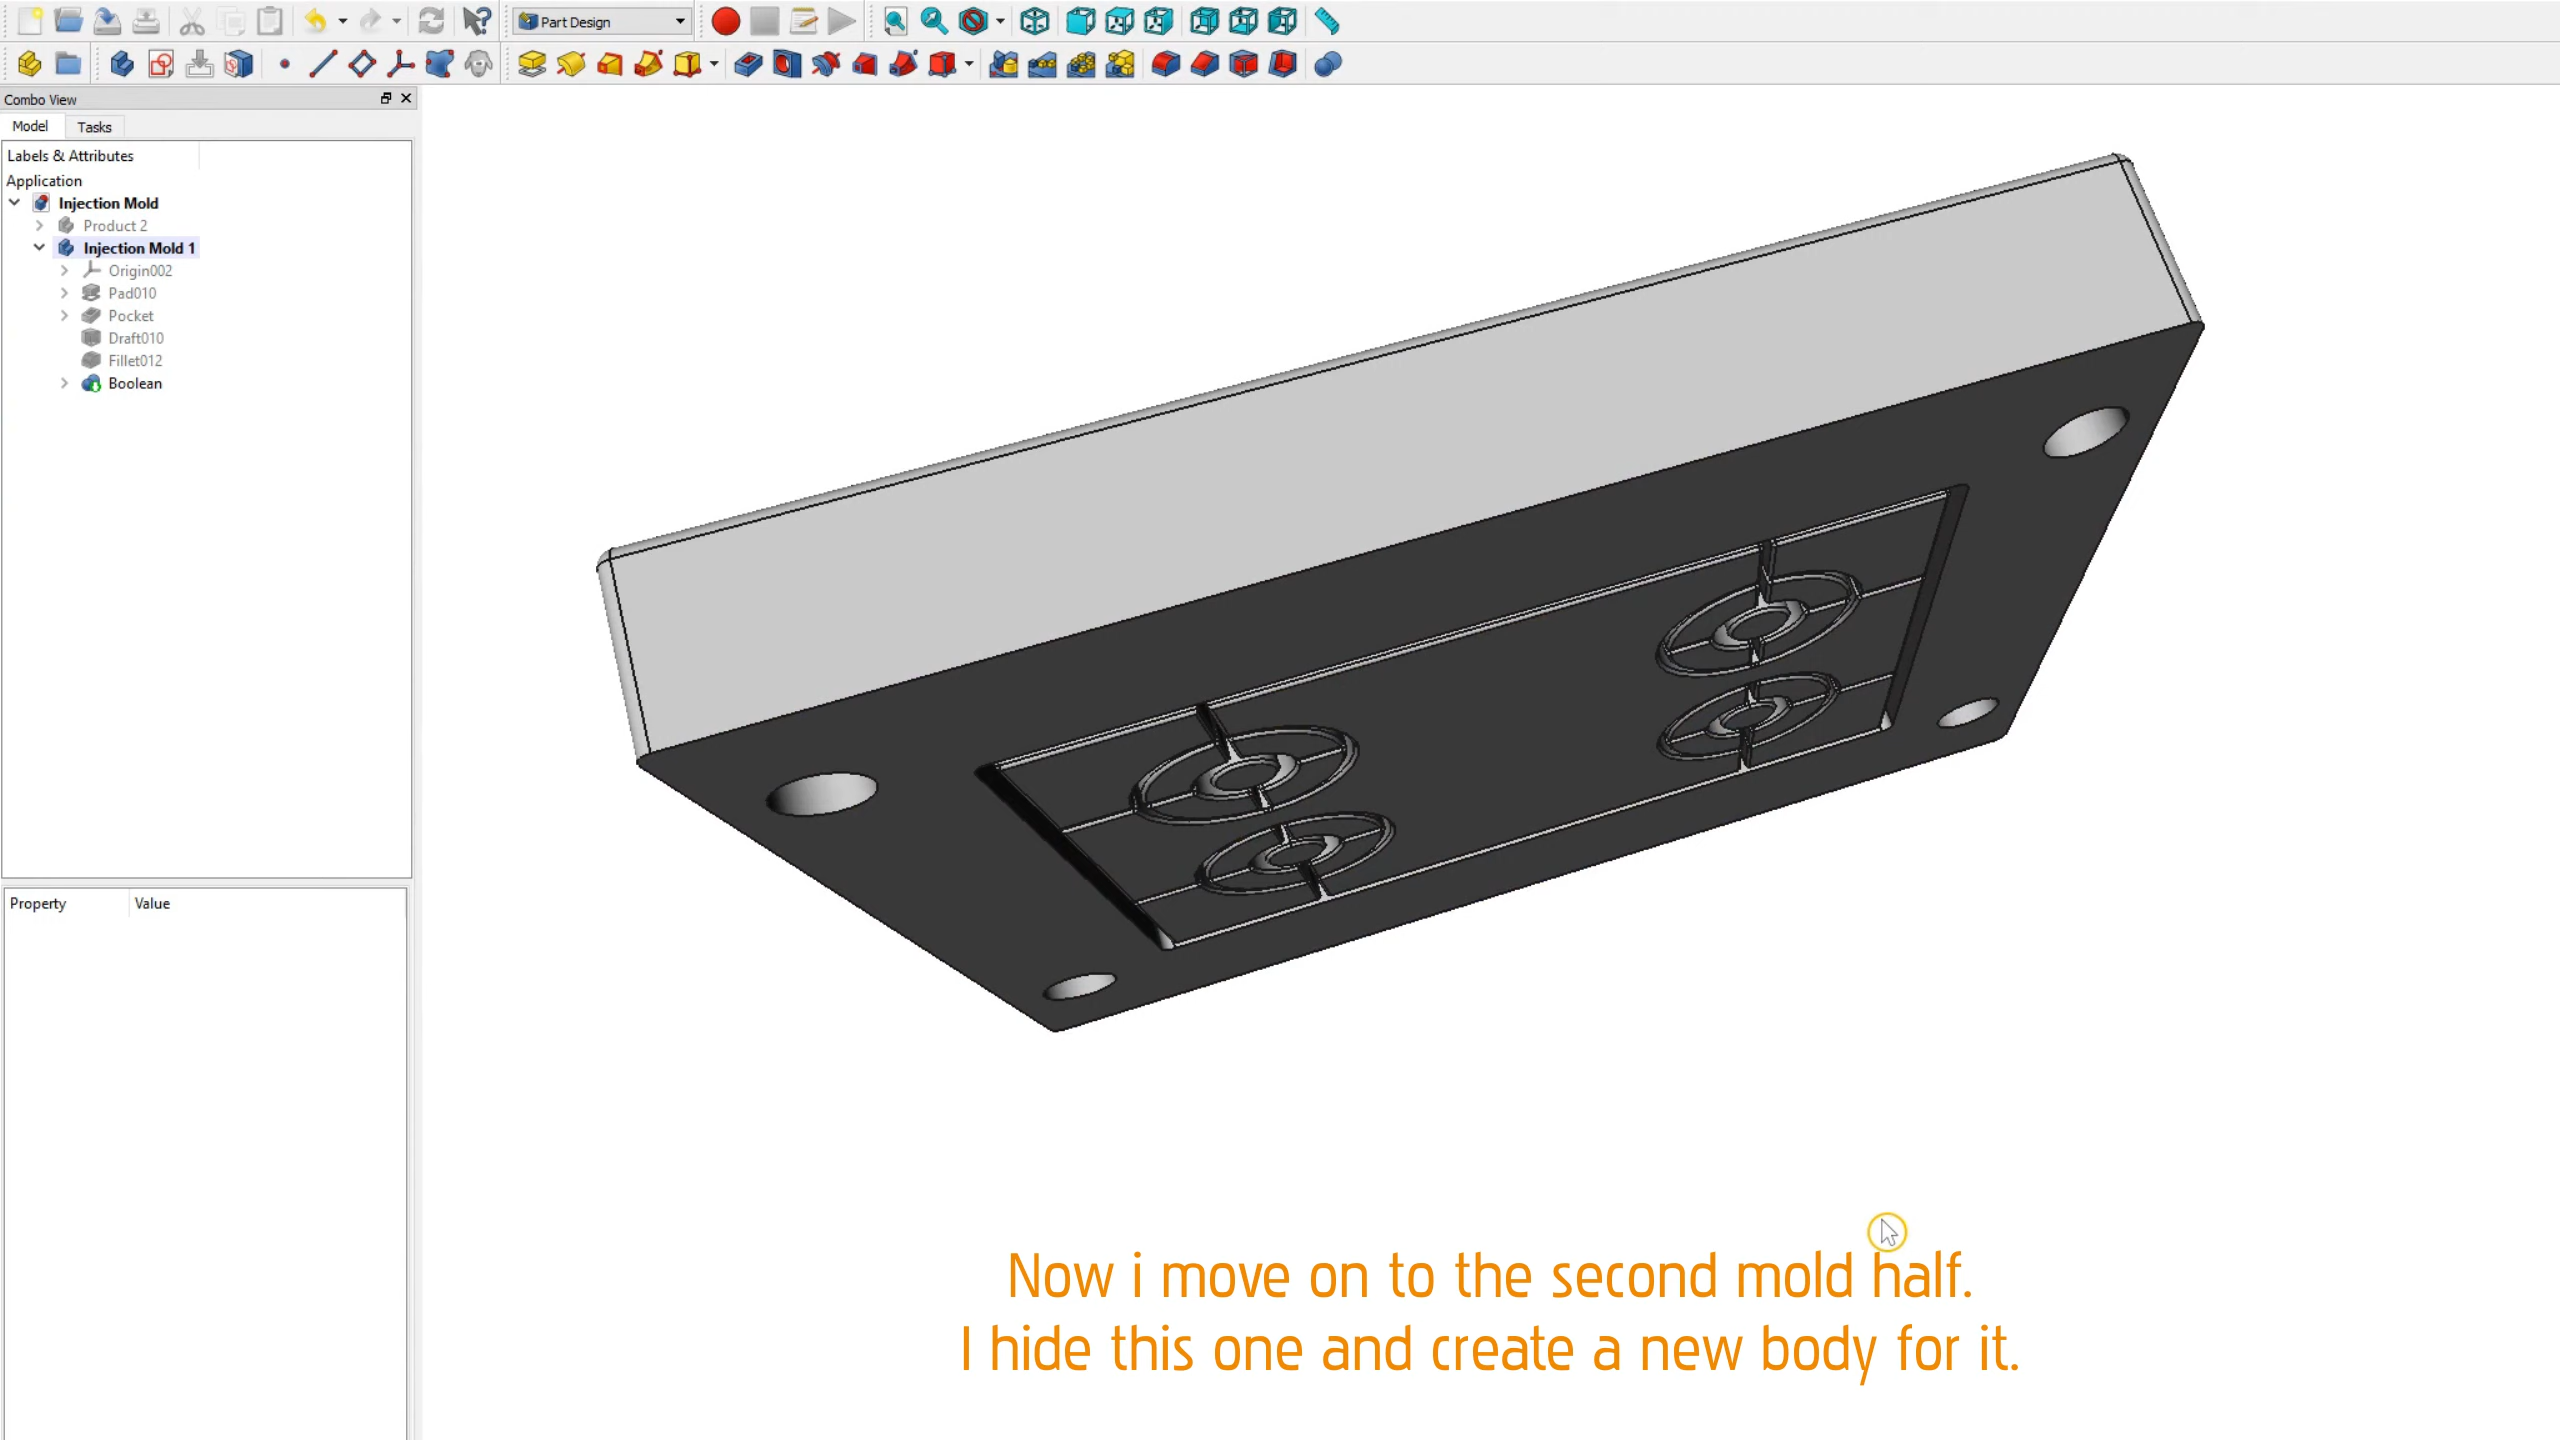 Part Design
Combo View
Model
Tasks
Labels & Attributes
Application
Injection Mold
Product 2
Injection Mold 1
Origin002
Pad010
Pocket
Draft010
Fillet012
Boolean
Property
Value
Now i move on to the second mold half.
I hide this one and create a new body for it.